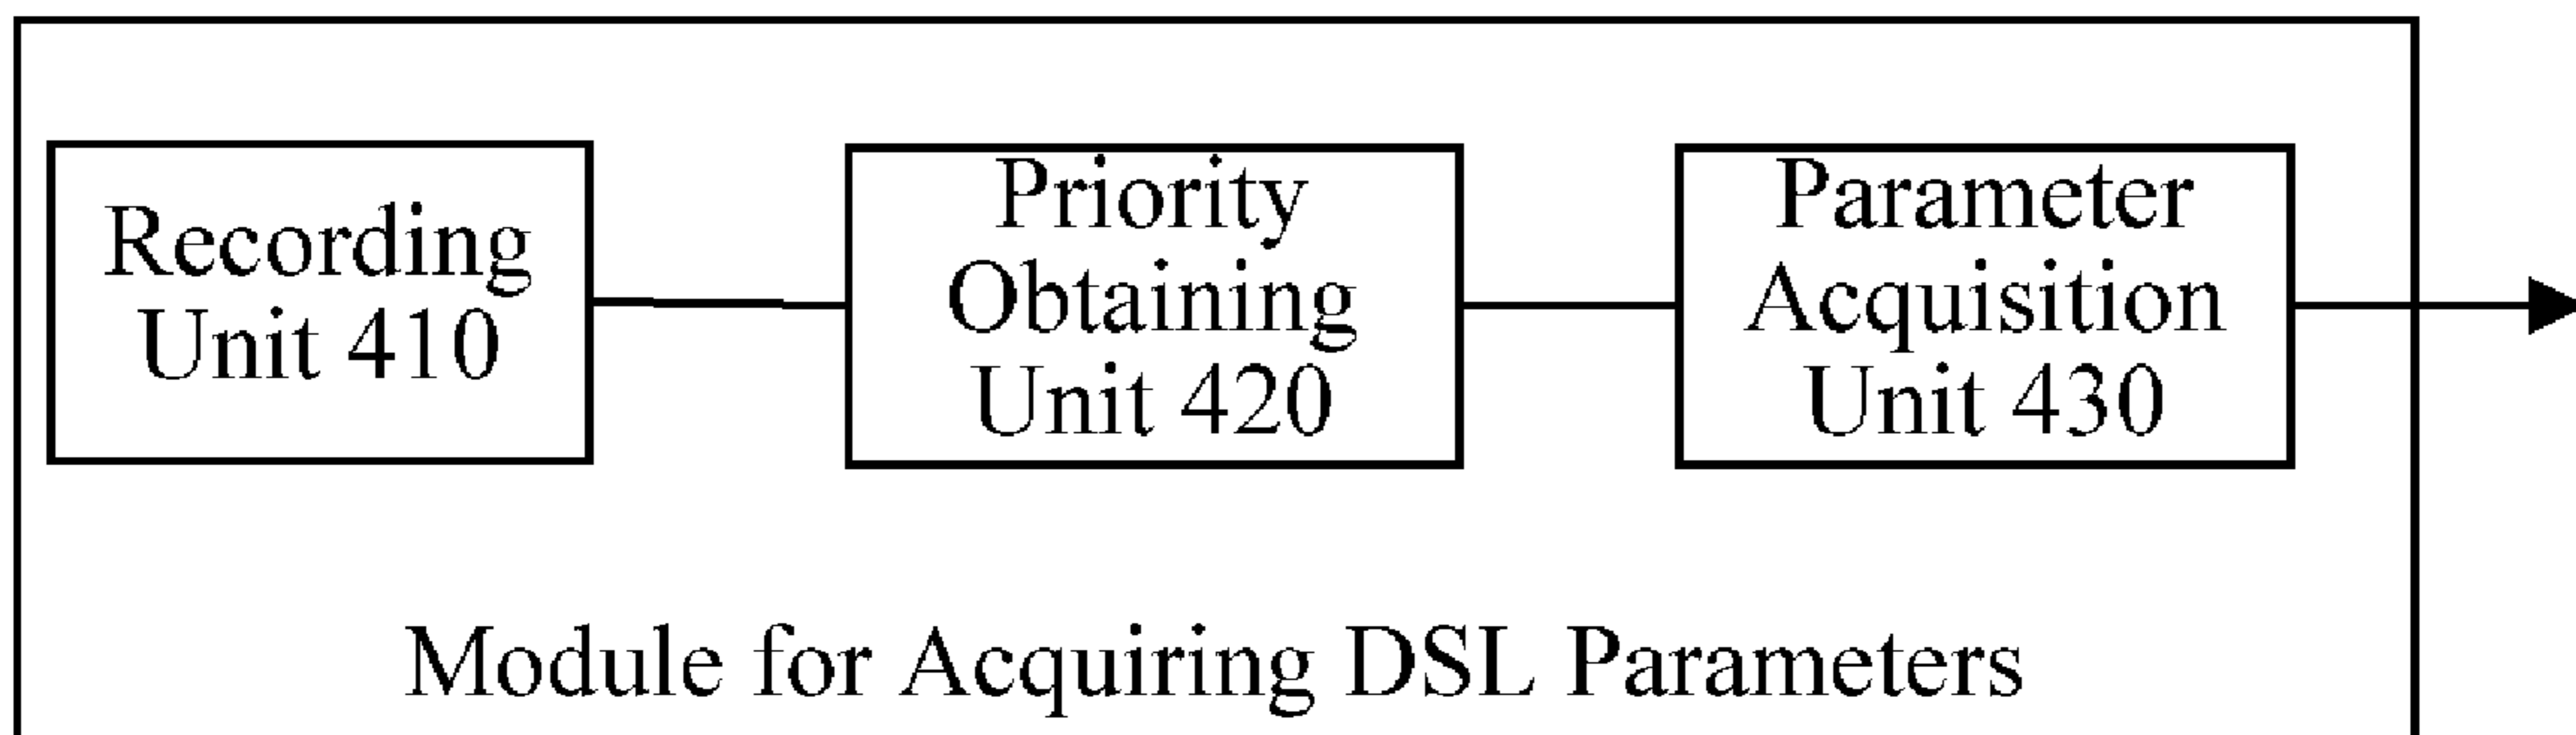 Recording
Unit 410
Priority
Obtaining
Unit 420
Parameter
Acquisition
Unit 430
Module for Acquiring DSL Parameters